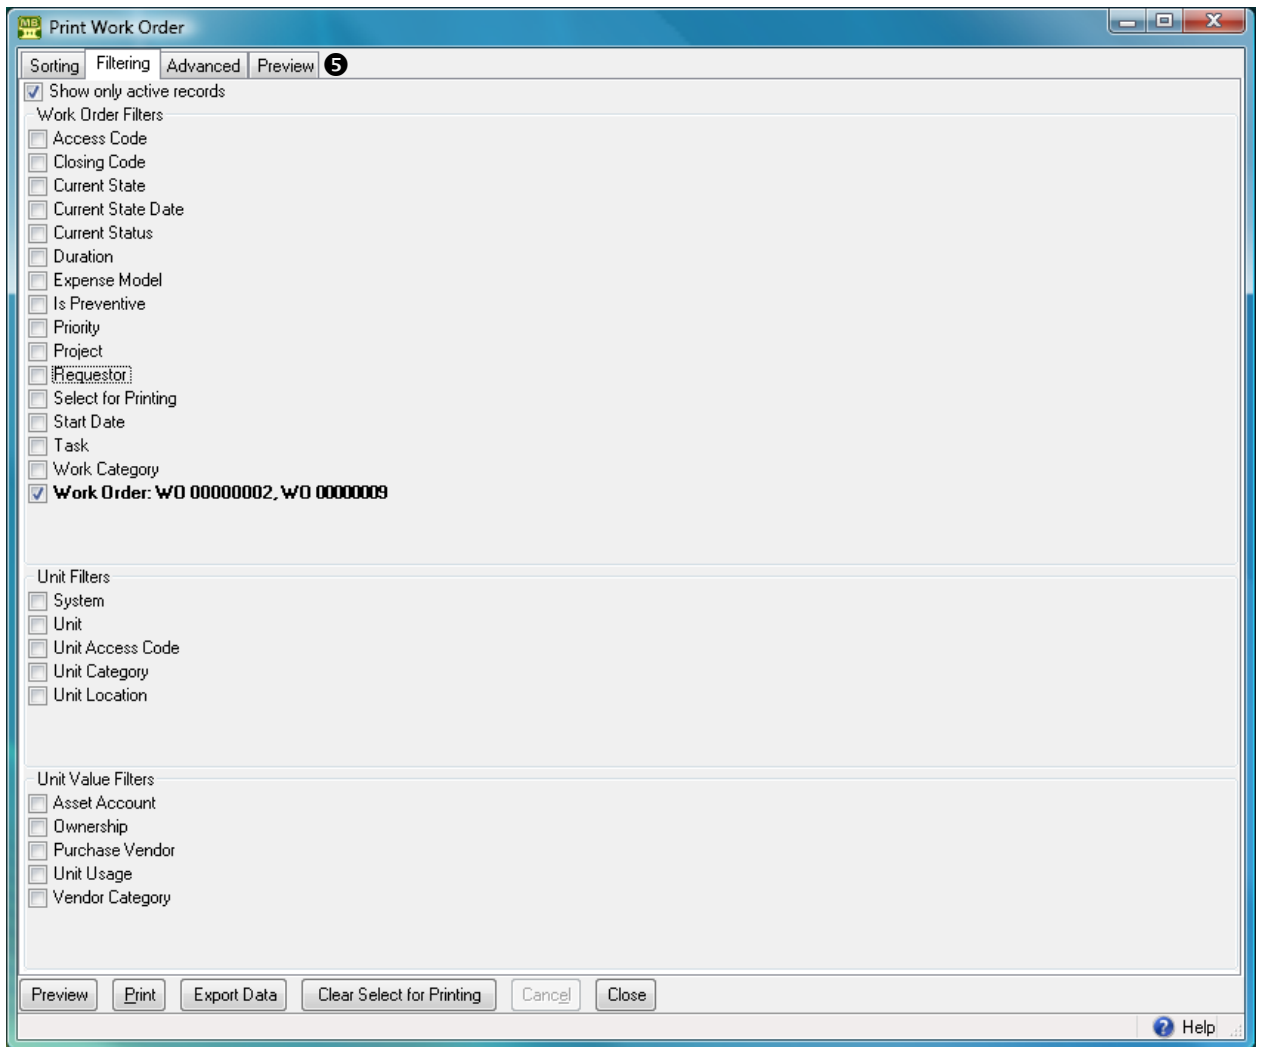 MB Print Work Order
Sorting Filtering Advanced Preview ❺
Show only active records
Work Order Filters
Access Code
Closing Code
Current State
Current State Date
Current Status
Duration
Expense Model
Is Preventive
Priority
Project
Requestor
Select for Printing
Start Date
Task
Work Category
Work Order: WO 00000002, WO 00000009
Unit Filters
System
Unit
Unit Access Code
Unit Category
Unit Location
Unit Value Filters
Asset Account
Ownership
Purchase Vendor
Unit Usage
Vendor Category
Preview Print Export Data Clear Select for Printing Cancel Close
Help